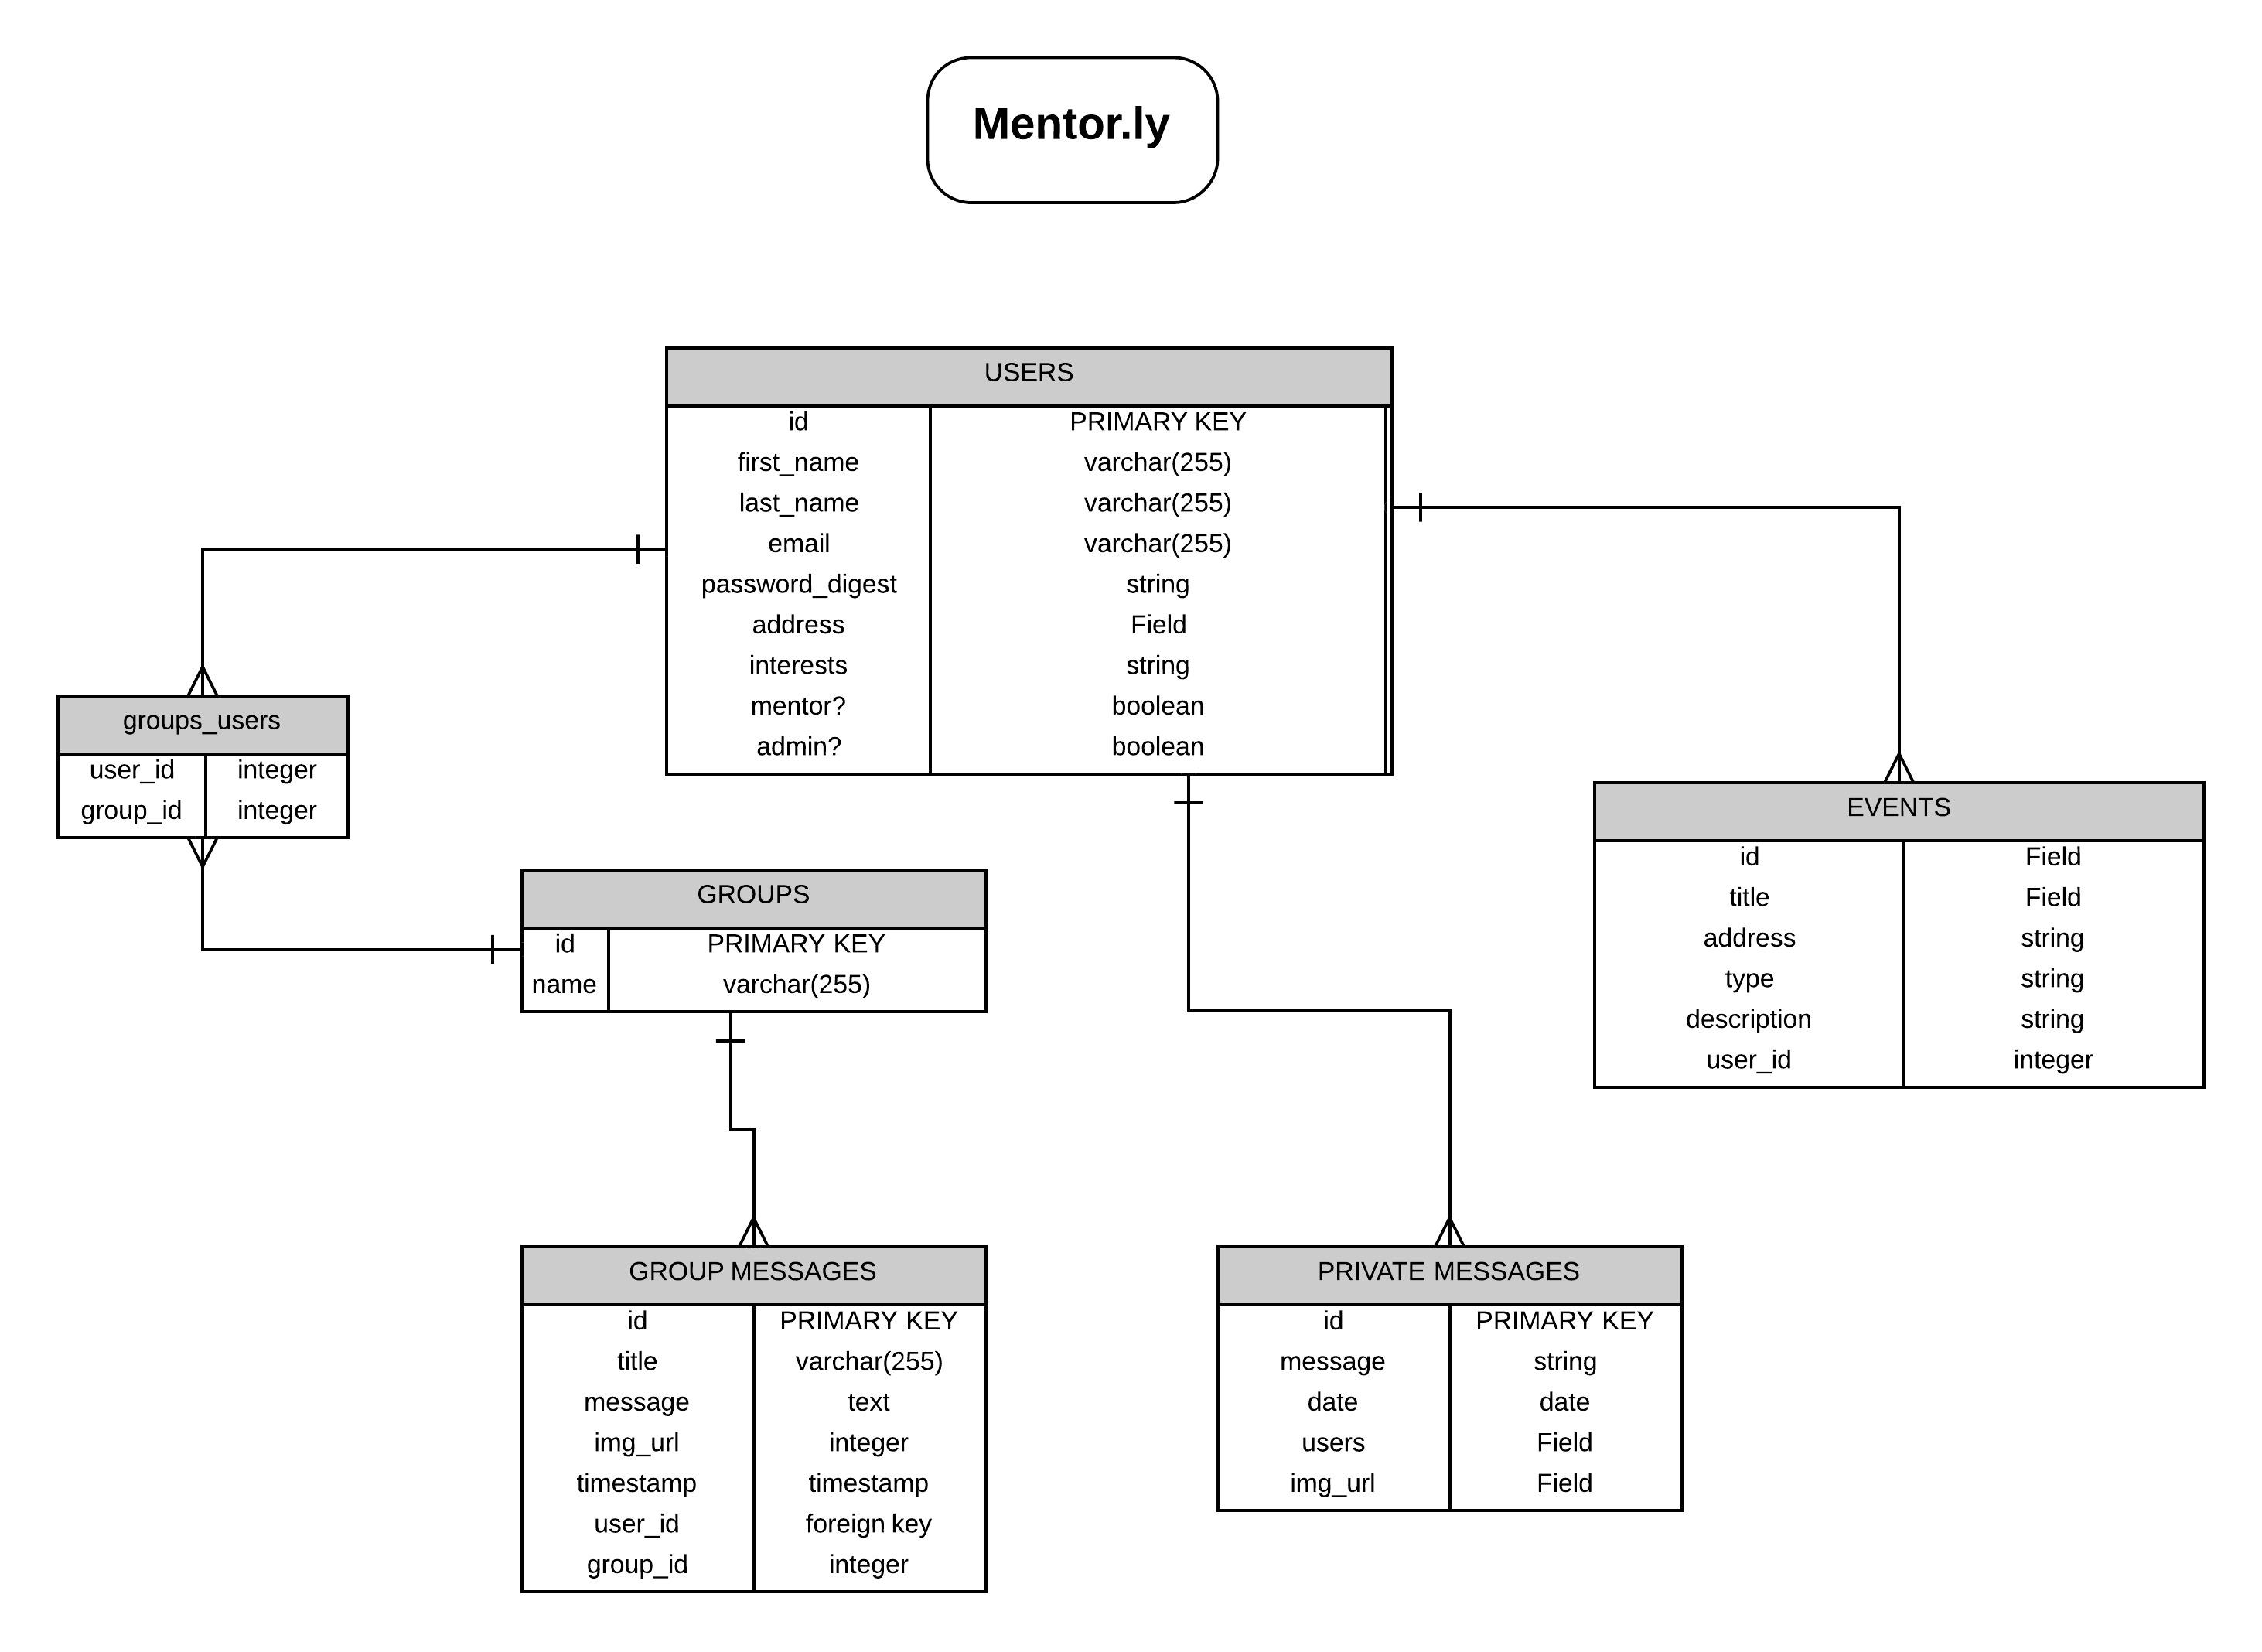 Mentor.ly
USERS
id PRIMARY KEY
first_name varchar(255)
last_name varchar(255)
email varchar(255)
password_digest string
address Field
interests string
mentor? boolean
admin? boolean
groups_users
user_id integer
group_id integer
EVENTS
id Field
title Field
address string
type string
description string
user_id integer
GROUPS
id PRIMARY KEY
name varchar(255)
GROUP MESSAGES
id PRIMARY KEY
title varchar(255)
message text
img_url integer
timestamp timestamp
user_id foreign key
group_id integer
PRIVATE MESSAGES
id PRIMARY KEY
message string
date date
users Field
img_url Field